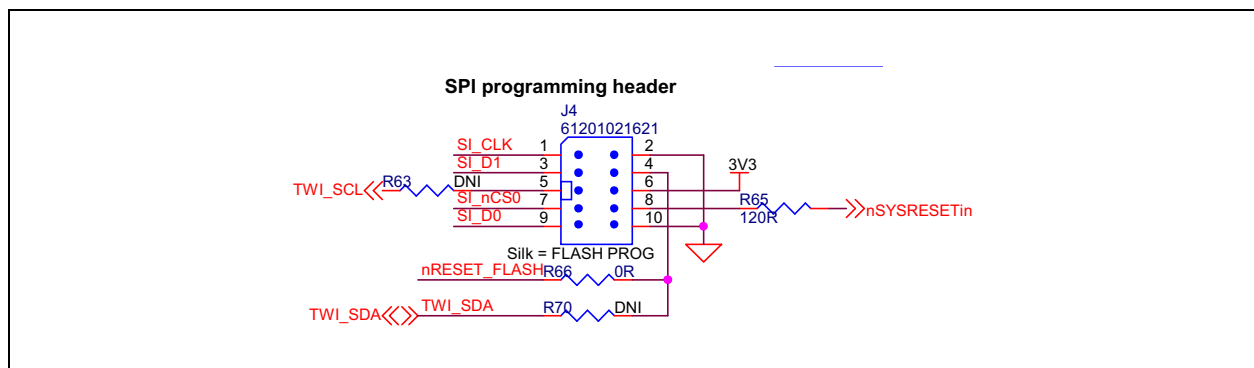 SPI programming header
J4
61201021621
SI_CLK 1 2
SI_D1 3 4 3V3
TWI_SCL R63 DNI 5 6
SI_nCS0 7 8 R65 nSYSRESETin
SI_D0 9 10 120R
Silk = FLASH PROG
nRESET_FLASH R66 0R
TWI_SDA TWI_SDA R70 DNI